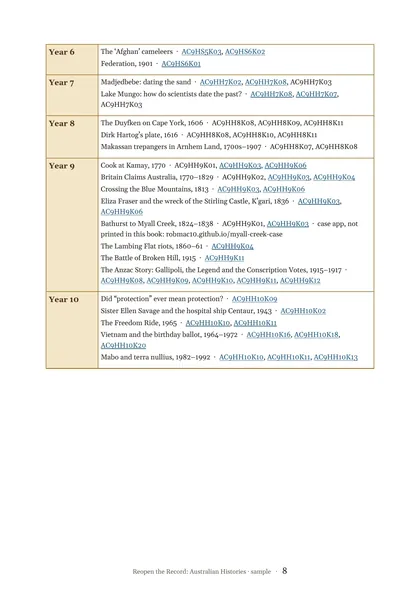 Year 6
The 'Afghan' cameleers · AC9HS5K03, AC9HS6K02
Federation, 1901 · AC9HS6K01
Year 7
Madjedbebe: dating the sand · AC9HH7K02, AC9HH7K08, AC9HH7K03
Lake Mungo: how do scientists date the past? · AC9HH7K08, AC9HH7K07,
AC9HH7K03
Year 8
The Duyfken on Cape York, 1606 · AC9HH8K08, AC9HH8K09, AC9HH8K11
Dirk Hartog's plate, 1616 · AC9HH8K08, AC9HH8K10, AC9HH8K11
Makassan trepangers in Arnhem Land, 1700s–1907 · AC9HH8K07, AC9HH8K08
Year 9
Cook at Kamay, 1770 · AC9HH9K01, AC9HH9K03, AC9HH9K06
Britain Claims Australia, 1770–1829 · AC9HH9K02, AC9HH9K03, AC9HH9K04
Crossing the Blue Mountains, 1813 · AC9HH9K03, AC9HH9K06
Eliza Fraser and the wreck of the Stirling Castle, K'gari, 1836 · AC9HH9K03,
AC9HH9K06
Bathurst to Myall Creek, 1824–1838 · AC9HH9K01, AC9HH9K03 · case app, not
printed in this book: robmac10.github.io/myall-creek-case
The Lambing Flat riots, 1860–61 · AC9HH9K04
The Battle of Broken Hill, 1915 · AC9HH9K11
The Anzac Story: Gallipoli, the Legend and the Conscription Votes, 1915–1917 ·
AC9HH9K08, AC9HH9K09, AC9HH9K10, AC9HH9K11, AC9HH9K12
Year 10
Did "protection" ever mean protection? · AC9HH10K09
Sister Ellen Savage and the hospital ship Centaur, 1943 · AC9HH10K02
The Freedom Ride, 1965 · AC9HH10K10, AC9HH10K11
Vietnam and the birthday ballot, 1964–1972 · AC9HH10K16, AC9HH10K18,
AC9HH10K20
Mabo and terra nullius, 1982–1992 · AC9HH10K10, AC9HH10K11, AC9HH10K13
Reopen the Record: Australian Histories · sample · 8